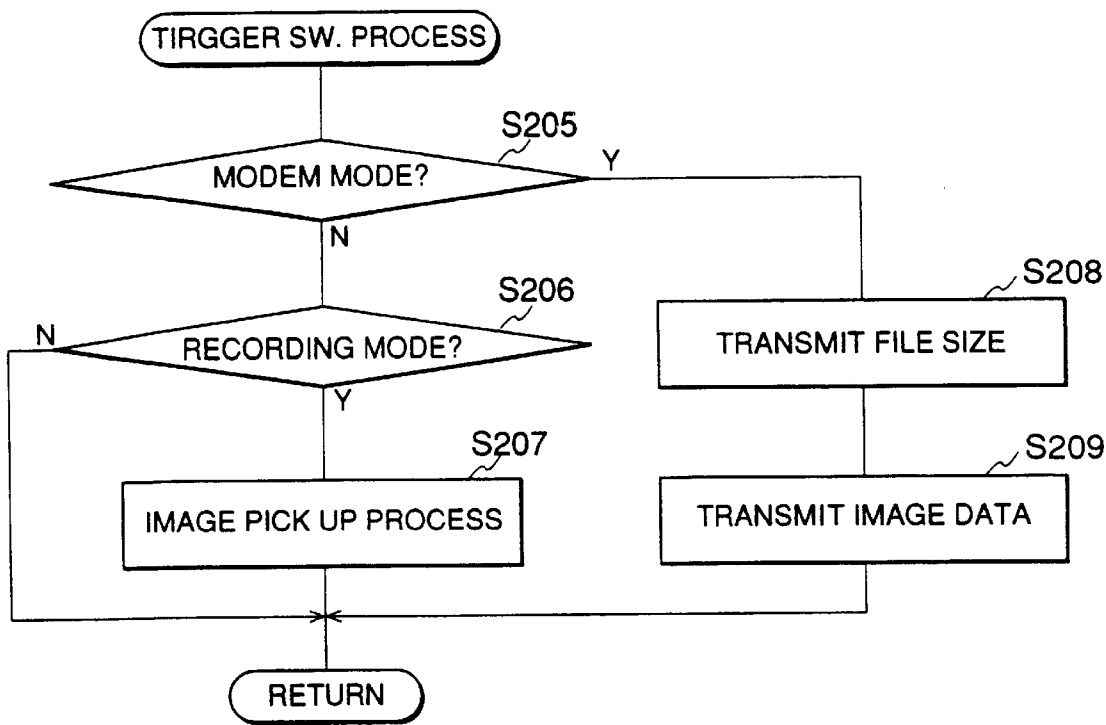 TIRGGER SW. PROCESS
S205
MODEM MODE?
Y
N
S206
N
RECORDING MODE?
Y
S207
IMAGE PICK UP PROCESS
S208
TRANSMIT FILE SIZE
S209
TRANSMIT IMAGE DATA
RETURN